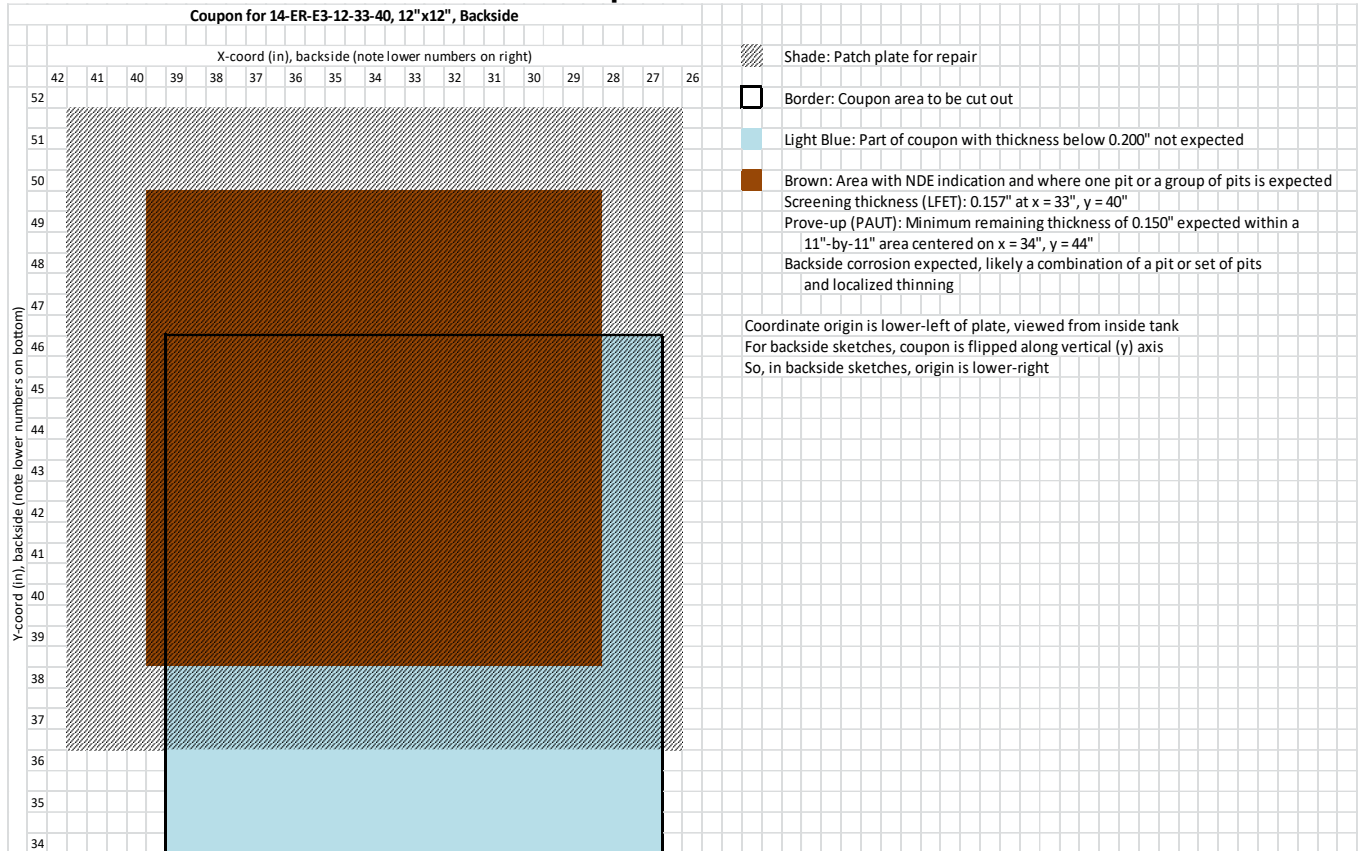 Coupon for 14-ER-E3-12-33-40, 12"x12", Backside
X-coord (in), backside (note lower numbers on right)
42 41 40 39 38 37 36 35 34 33 32 31 30 29 28 27 26
Y-coord (in), backside (note lower numbers on bottom)
52
51
50
49
48
47
46
45
44
43
42
41
40
39
38
37
36
35
34
Shade: Patch plate for repair
Border: Coupon area to be cut out
Light Blue: Part of coupon with thickness below 0.200" not expected
Brown: Area with NDE indication and where one pit or a group of pits is expected
Screening thickness (LFET): 0.157" at x = 33", y = 40"
Prove-up (PAUT): Minimum remaining thickness of 0.150" expected within a
11"-by-11" area centered on x = 34", y = 44"
Backside corrosion expected, likely a combination of a pit or set of pits
and localized thinning
Coordinate origin is lower-left of plate, viewed from inside tank
For backside sketches, coupon is flipped along vertical (y) axis
So, in backside sketches, origin is lower-right